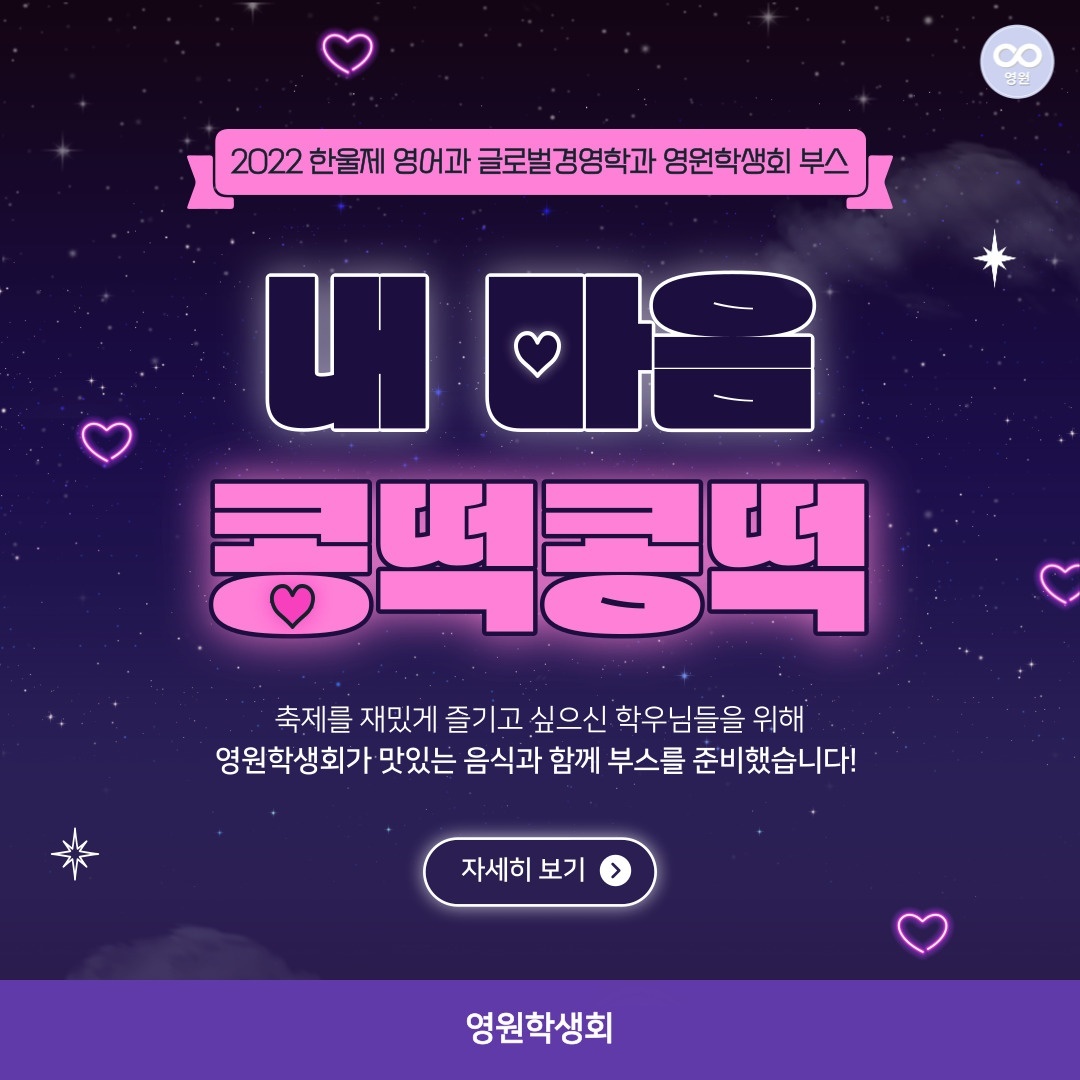 영원
2022 한울제 영어과 글로벌경영학과 영원학생회 부스
내 마음
콩떡콩떡
축제를 재밌게 즐기고 싶으신 학우님들을 위해
영원학생회가 맛있는 음식과 함께 부스를 준비했습니다!
자세히 보기
영원학생회